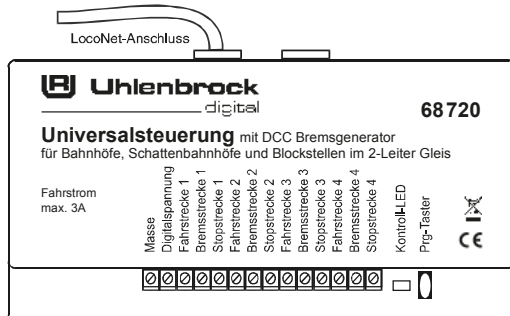 LocoNet-Anschluss
Uhlenbrock
digital
68720
Universalsteuerung mit DCC Bremsgenerator
für Bahnhöfe, Schattenbahnhöfe und Blockstellen im 2-Leiter Gleis
Fahrstrom
max. 3A
Masse
Digitalspannung
Fahrstrecke 1
Bremsstrecke 1
Stopstrecke 1
Fahrstrecke 2
Bremsstrecke 2
Stopstrecke 2
Fahrstrecke 3
Bremsstrecke 3
Stopstrecke 3
Fahrstrecke 4
Bremsstrecke 4
Stopstrecke 4
Kontroll-LED
Prg-Taster
CE